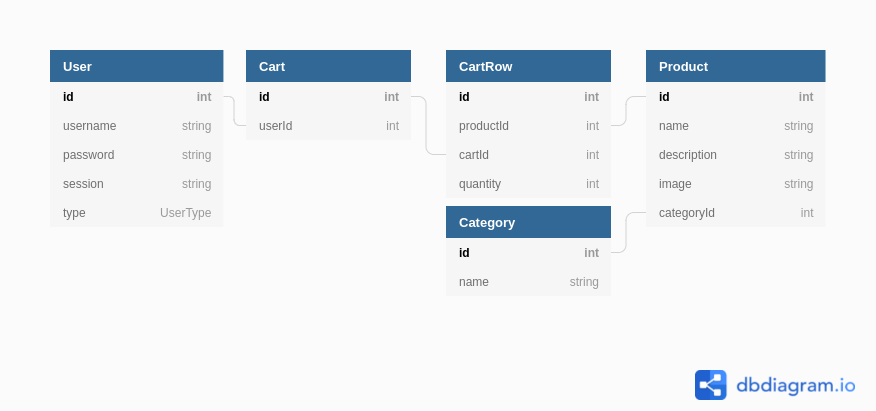 User
id int
username string
password string
session string
type UserType
Cart
id int
userId int
CartRow
id int
productId int
cartId int
quantity int
Category
id int
name string
Product
id int
name string
description string
image string
categoryId int
dbdiagram.io